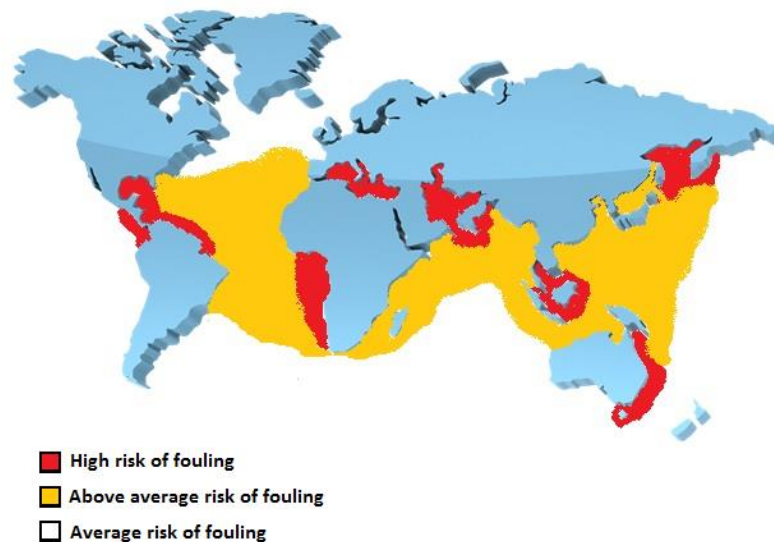 High risk of fouling
Above average risk of fouling
Average risk of fouling